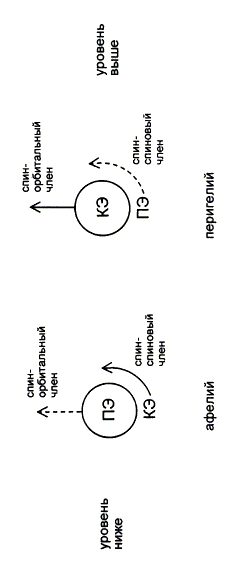 уровень
ниже
спин-
орбитальный
член
ПЭ
КЭ
спин-
спиновый
член
афелий
спин-
орбитальный
член
КЭ
ПЭ
спин-
спиновый
член
перигелий
уровень
выше